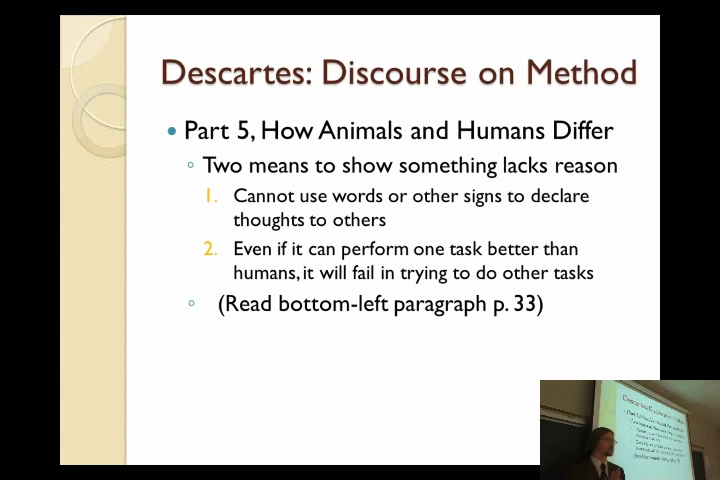 Descartes: Discourse on Method
Part 5, How Animals and Humans Differ
Two means to show something lacks reason
1. Cannot use words or other signs to declare
thoughts to others
2. Even if it can perform one task better than
humans, it will fail in trying to do other tasks
(Read bottom-left paragraph p. 33)